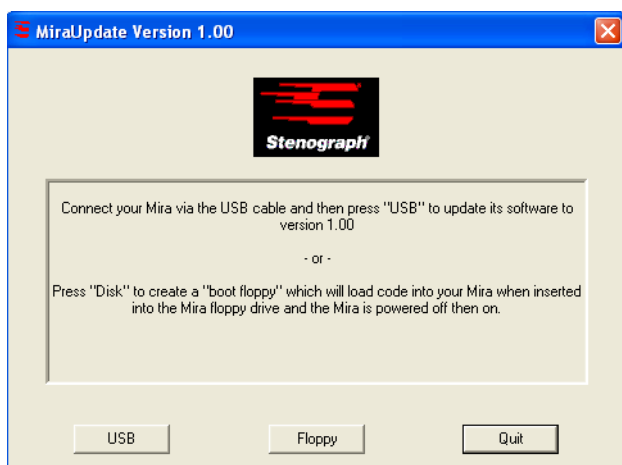 MiraUpdate Version 1.00
Stenograph
Connect your Mira via the USB cable and then press "USB" to update its software to
version 1.00
- or -
Press "Disk" to create a "boot floppy" which will load code into your Mira when inserted
into the Mira floppy drive and the Mira is powered off then on.
USB
Floppy
Quit